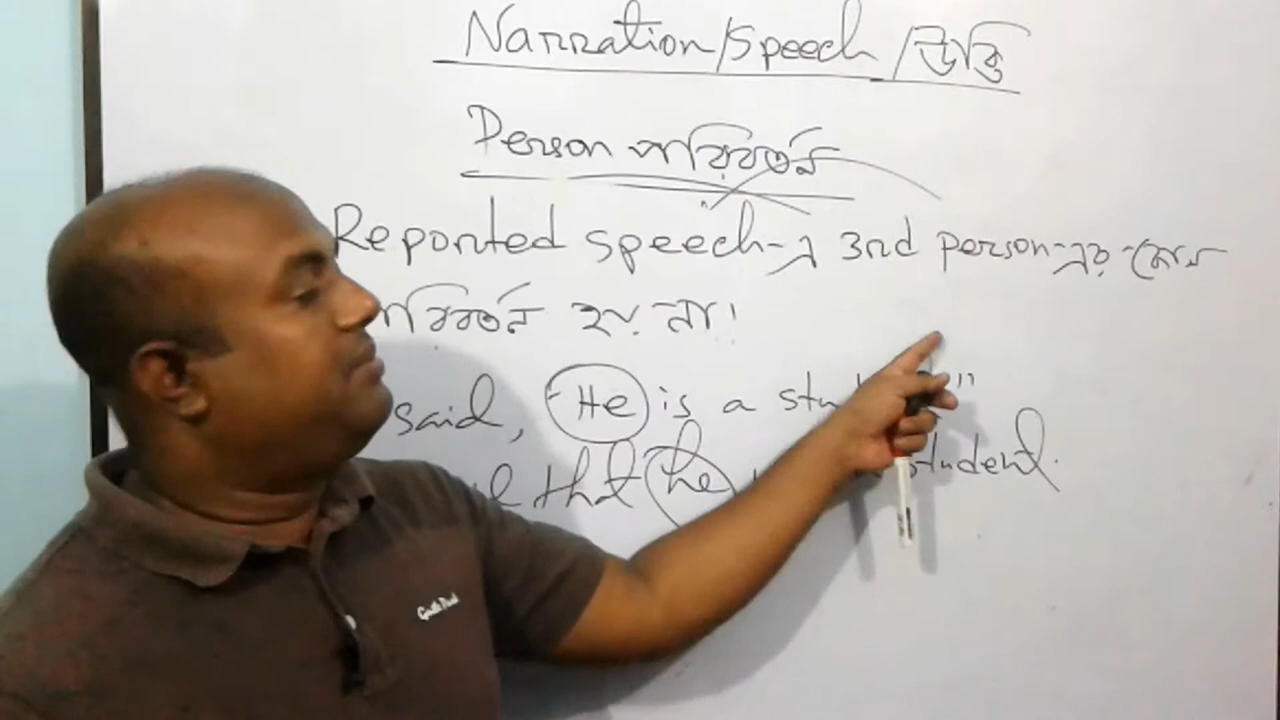 Narration/Speech/উক্তি
Person পরিবর্তন
Reported speech-এ 3rd person-এর কোন
পরিবর্তন হয় না।
said, "He is a
that he student.